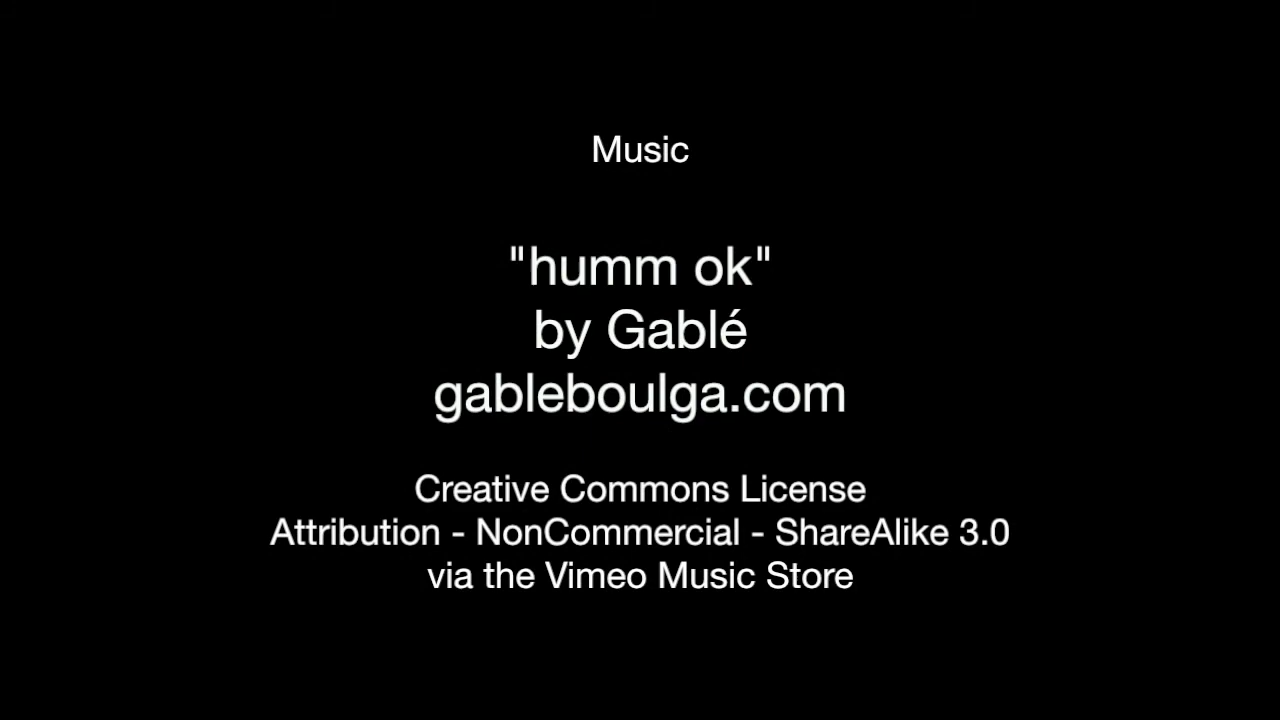 Music
"humm ok"
by Gablé
gableboulga.com
Creative Commons License
Attribution - NonCommercial - ShareAlike 3.0
via the Vimeo Music Store